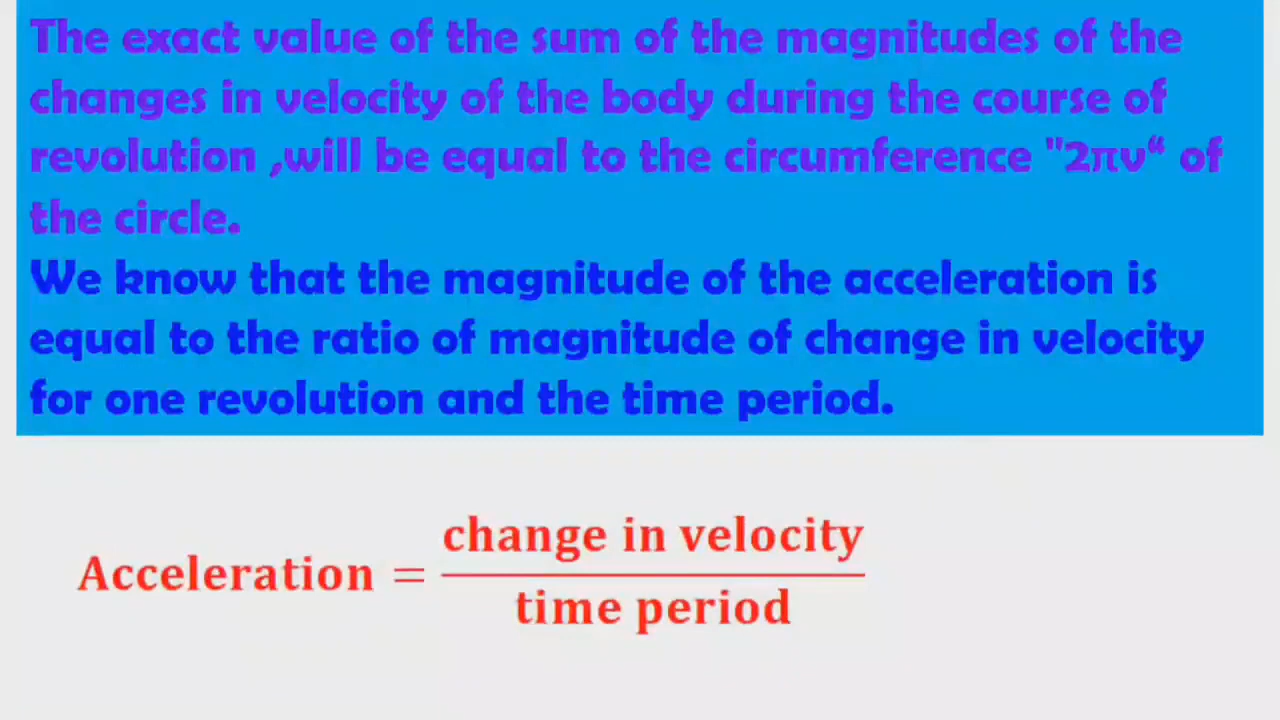 The exact value of the sum of the magnitudes of the
changes in velocity of the body during the course of
revolution ,will be equal to the circumference "2πν“ of
the circle.
We know that the magnitude of the acceleration is
equal to the ratio of magnitude of change in velocity
for one revolution and the time period.
change in velocity
Acceleration =
time period